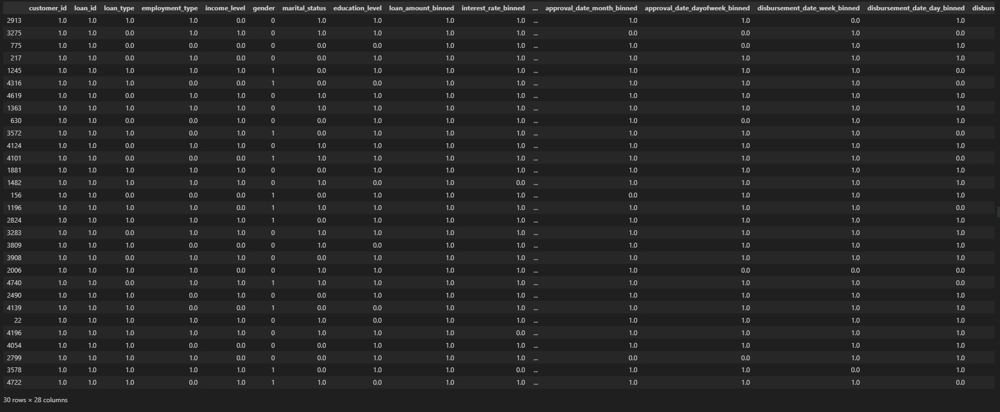 customer_id loan_id loan_type employment_type income_level gender marital_status education_level loan_amount_binned interest_rate_binned ... approval_date_month_binned approval_date_dayofweek_binned disbursement_date_week_binned disbursement_date_day_binned disburs
2913 1.0 1.0 1.0 1.0 0.0 0 1.0 1.0 1.0 1.0 ... 1.0 1.0 0.0 1.0
3275 1.0 1.0 0.0 1.0 1.0 0 1.0 1.0 1.0 1.0 ... 0.0 0.0 1.0 0.0
775 1.0 1.0 0.0 0.0 0.0 0 0.0 0.0 1.0 1.0 ... 1.0 0.0 1.0 1.0
217 1.0 1.0 0.0 1.0 0.0 0 0.0 1.0 1.0 1.0 ... 1.0 1.0 1.0 1.0
1245 1.0 1.0 1.0 1.0 1.0 1 0.0 1.0 1.0 1.0 ... 1.0 1.0 1.0 0.0
4316 1.0 1.0 1.0 0.0 0.0 1 0.0 0.0 1.0 1.0 ... 1.0 1.0 1.0 0.0
4619 1.0 1.0 0.0 1.0 1.0 0 1.0 1.0 1.0 1.0 ... 1.0 1.0 1.0 1.0
1363 1.0 1.0 1.0 1.0 1.0 0 1.0 1.0 1.0 1.0 ... 1.0 1.0 1.0 1.0
630 1.0 1.0 0.0 0.0 1.0 0 0.0 1.0 1.0 1.0 ... 1.0 0.0 1.0 1.0
3572 1.0 1.0 1.0 0.0 1.0 1 0.0 1.0 1.0 1.0 ... 1.0 1.0 1.0 0.0
4124 1.0 1.0 0.0 1.0 1.0 0 1.0 1.0 1.0 1.0 ... 1.0 1.0 1.0 1.0
4101 1.0 1.0 0.0 0.0 0.0 1 1.0 1.0 1.0 1.0 ... 1.0 1.0 1.0 0.0
1881 1.0 1.0 1.0 1.0 1.0 0 0.0 1.0 1.0 1.0 ... 1.0 1.0 1.0 1.0
1482 1.0 1.0 1.0 1.0 1.0 0 1.0 0.0 1.0 0.0 ... 1.0 1.0 1.0 1.0
156 1.0 1.0 0.0 0.0 0.0 1 0.0 1.0 1.0 1.0 ... 0.0 1.0 1.0 1.0
1196 1.0 1.0 1.0 1.0 0.0 1 1.0 1.0 1.0 1.0 ... 1.0 1.0 1.0 0.0
2824 1.0 1.0 1.0 1.0 1.0 1 0.0 1.0 1.0 1.0 ... 1.0 1.0 1.0 1.0
3283 1.0 1.0 0.0 1.0 1.0 0 1.0 1.0 1.0 1.0 ... 1.0 1.0 1.0 1.0
3809 1.0 1.0 1.0 0.0 0.0 0 1.0 0.0 1.0 1.0 ... 1.0 1.0 1.0 1.0
3908 1.0 1.0 0.0 1.0 1.0 0 0.0 1.0 1.0 1.0 ... 1.0 1.0 1.0 1.0
2006 1.0 1.0 1.0 1.0 0.0 0 1.0 1.0 1.0 1.0 ... 1.0 0.0 0.0 0.0
4740 1.0 1.0 0.0 1.0 1.0 1 1.0 1.0 1.0 1.0 ... 1.0 1.0 1.0 0.0
2490 1.0 1.0 1.0 0.0 1.0 0 0.0 1.0 1.0 1.0 ... 1.0 1.0 1.0 1.0
4139 1.0 1.0 1.0 0.0 0.0 1 0.0 0.0 1.0 1.0 ... 1.0 1.0 1.0 1.0
22 1.0 1.0 1.0 1.0 1.0 0 1.0 0.0 1.0 1.0 ... 1.0 1.0 1.0 1.0
4196 1.0 1.0 1.0 1.0 1.0 0 1.0 1.0 1.0 0.0 ... 1.0 1.0 1.0 1.0
4054 1.0 1.0 1.0 0.0 0.0 0 0.0 1.0 1.0 1.0 ... 1.0 1.0 1.0 1.0
2799 1.0 1.0 1.0 1.0 0.0 0 0.0 1.0 1.0 1.0 ... 0.0 0.0 1.0 1.0
3578 1.0 1.0 1.0 1.0 1.0 1 0.0 1.0 1.0 0.0 ... 1.0 1.0 0.0 1.0
4722 1.0 1.0 1.0 0.0 1.0 1 1.0 0.0 1.0 1.0 ... 1.0 1.0 1.0 0.0
30 rows × 28 columns